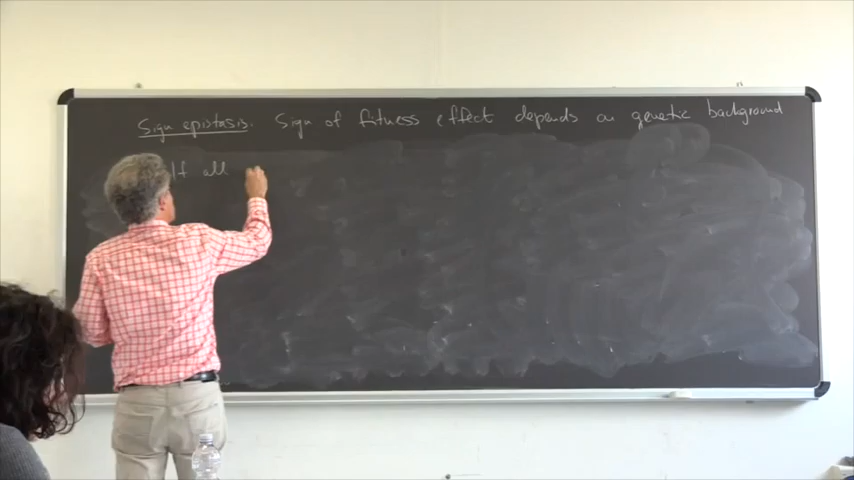 Sign epistasis. Sign of fitness effect depends on genetic background
If all